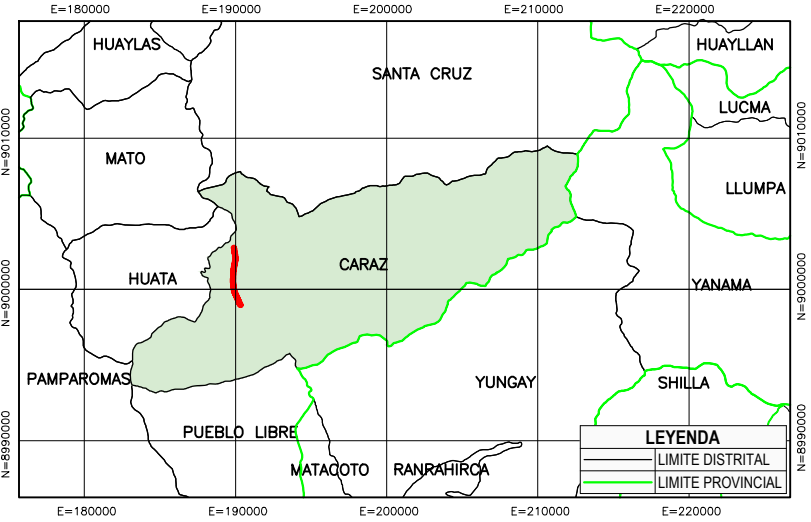 E=180000 E=190000 E=200000 E=210000 E=220000
HUAYLAS
HUAYLLAN
SANTA CRUZ
LUCMA
N=9010000
N=9010000
MATO
LLUMPA
CARAZ
HUATA
YANAMA
N=9000000
N=9000000
PAMPAROMAS
YUNGAY
SHILLA
PUEBLO LIBRE
N=8990000
N=8990000
MATACOTO
RANRAHIRCA
LEYENDA
LIMITE DISTRITAL
LIMITE PROVINCIAL
E=180000 E=190000 E=200000 E=210000 E=220000